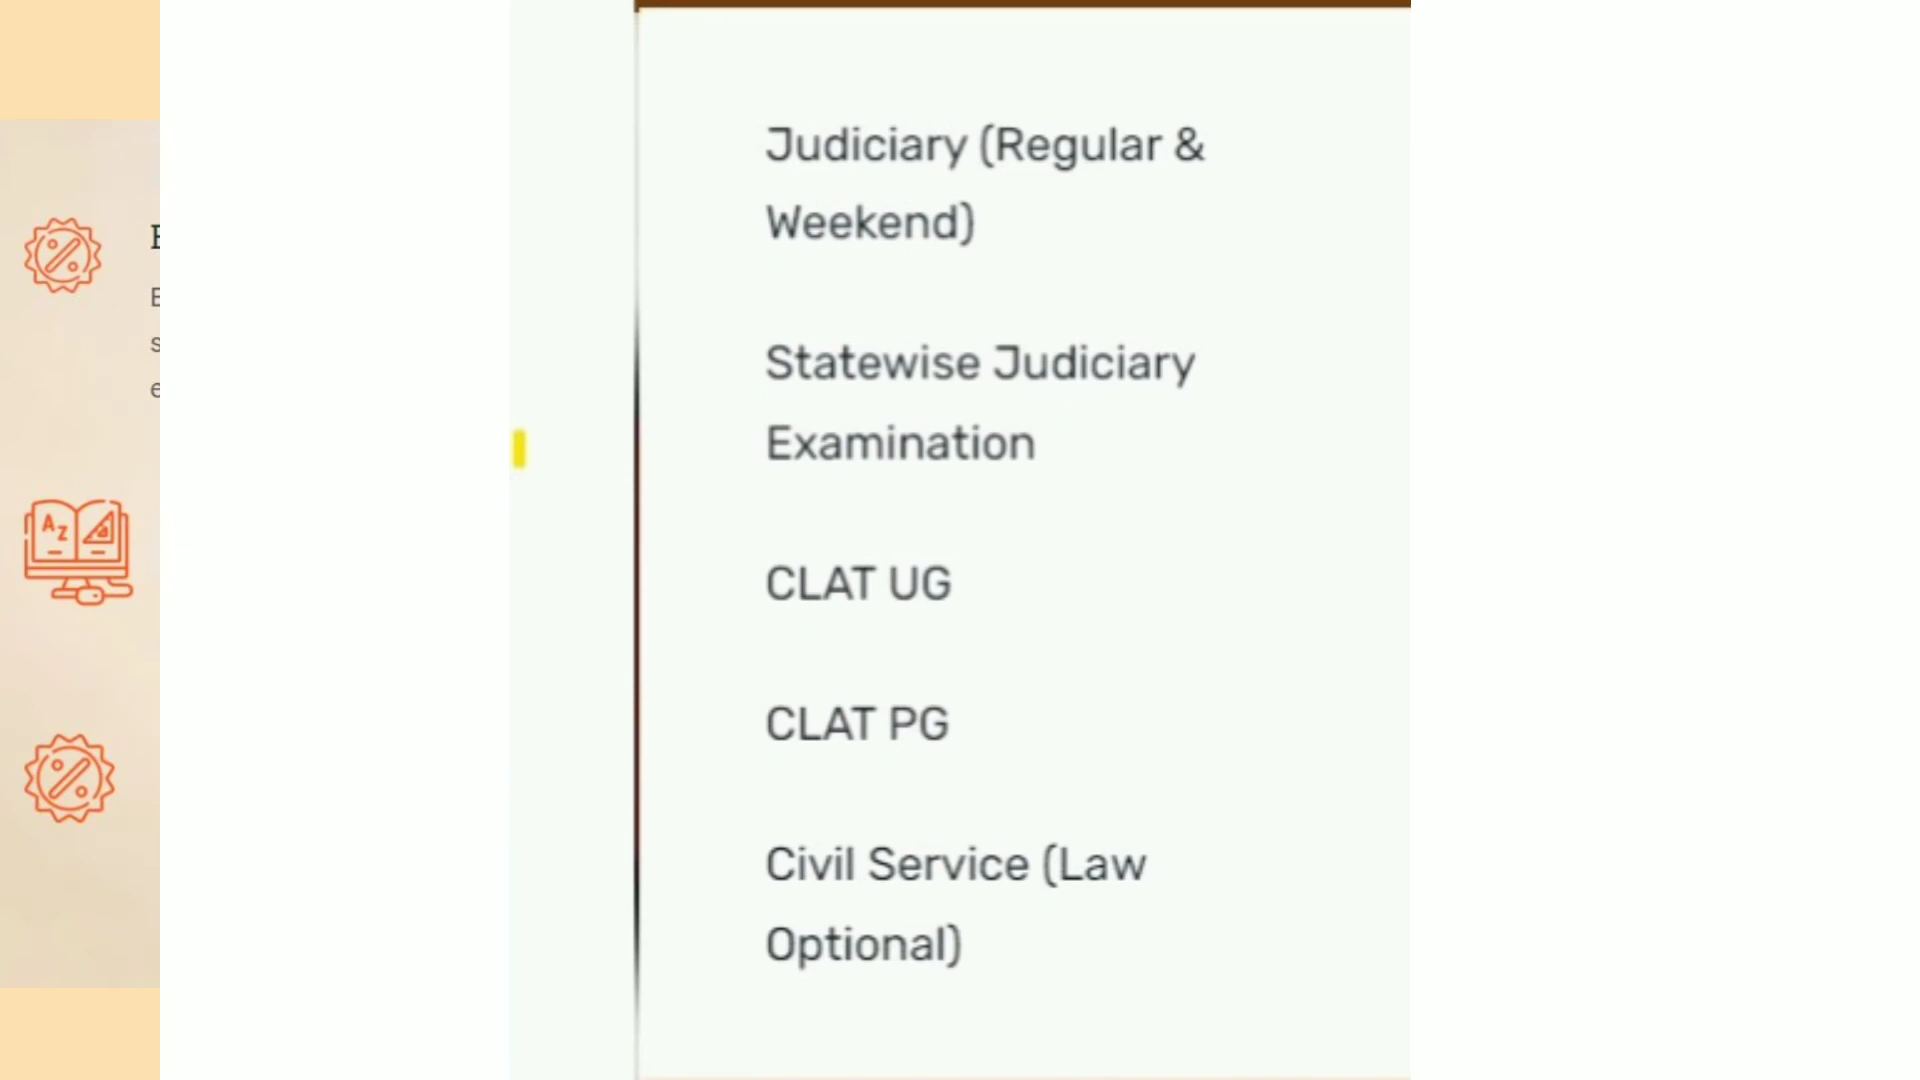 Judiciary (Regular &
Weekend)
Statewise Judiciary
Examination
CLAT UG
CLAT PG
Civil Service (Law
Optional)
A
Z